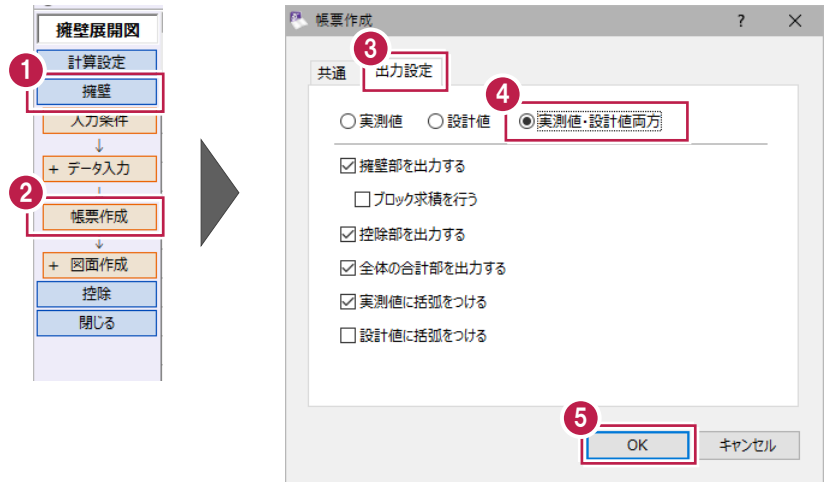 擁壁展開図
計算設定
1
擁壁
入力条件
↓
+ データ入力
↓
2
帳票作成
↓
+ 図面作成
控除
閉じる
帳票作成
? ×
3
共通 出力設定
4
実測値 設計値 実測値・設計値両方
擁壁部を出力する
ブロック求積を行う
控除部を出力する
全体の合計部を出力する
実測値に括弧をつける
設計値に括弧をつける
5
OK キャンセル